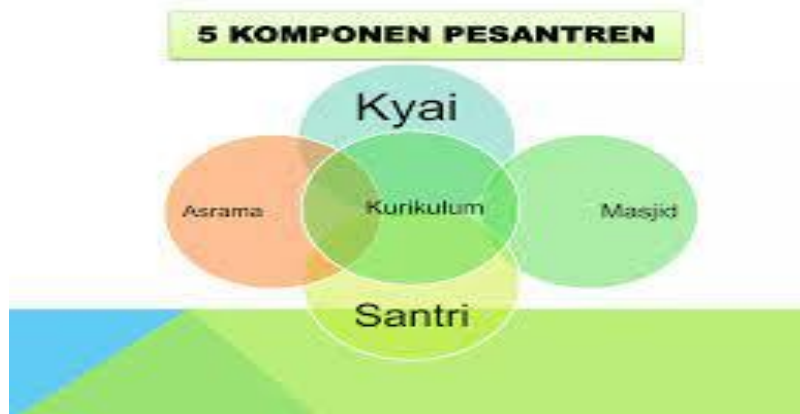 5 KOMPONEN PESANTREN
Kyai
Asrama
Kurikulum
Masjid
Santri